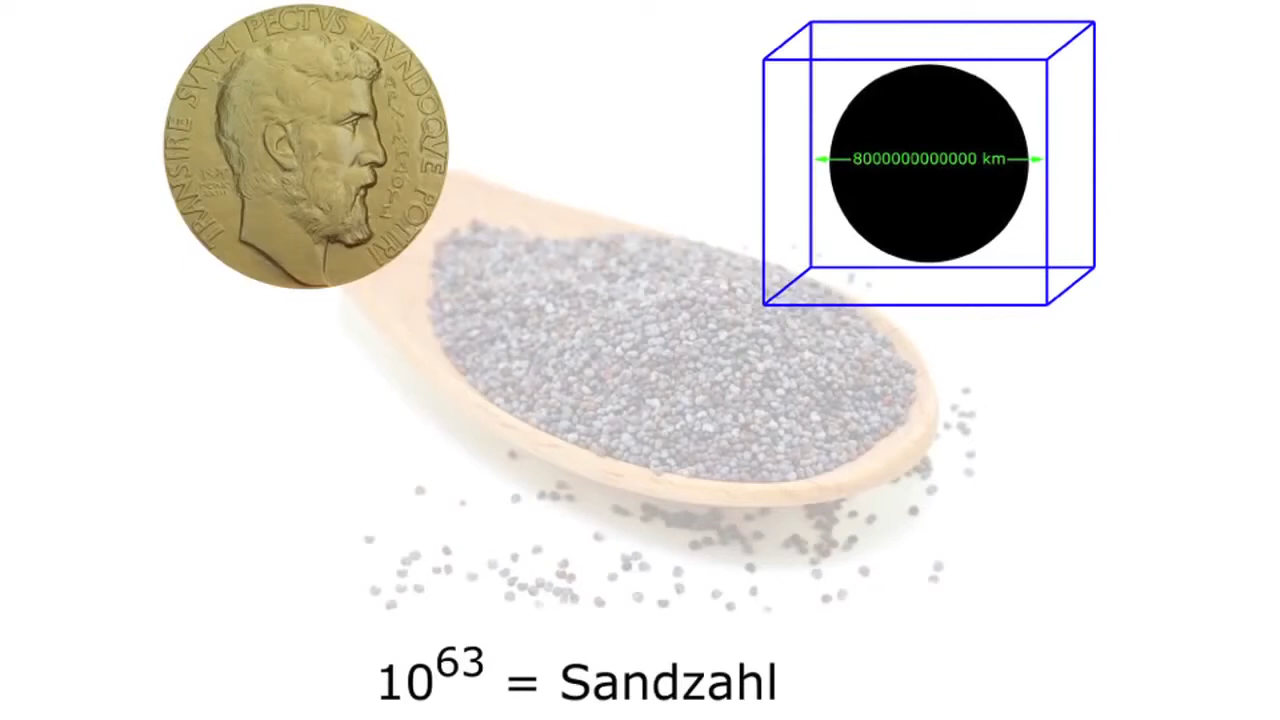 TRANSIRE SVVM PECTVS MVNDOQVE POTIRI
8000000000000 km
10⁶³ = Sandzahl